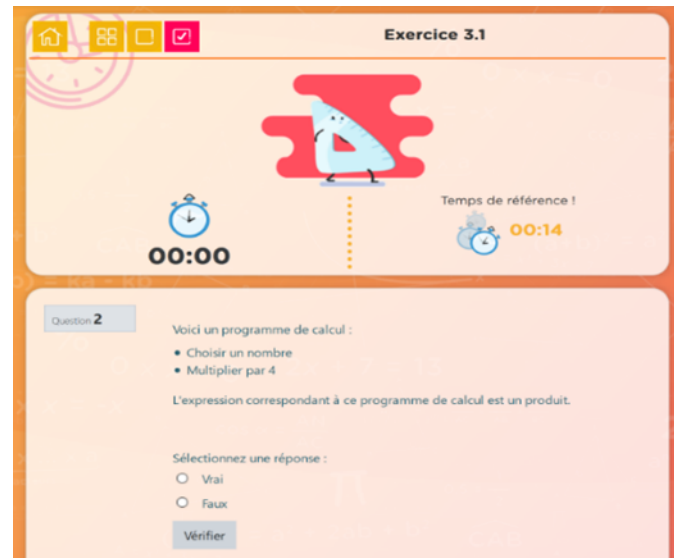 Exercice 3.1
Temps de référence !
00:14
00:00
Question 2
Voici un programme de calcul :
• Choisir un nombre
• Multiplier par 4
L'expression correspondant à ce programme de calcul est un produit.
Sélectionnez une réponse :
Vrai
Faux
Vérifier